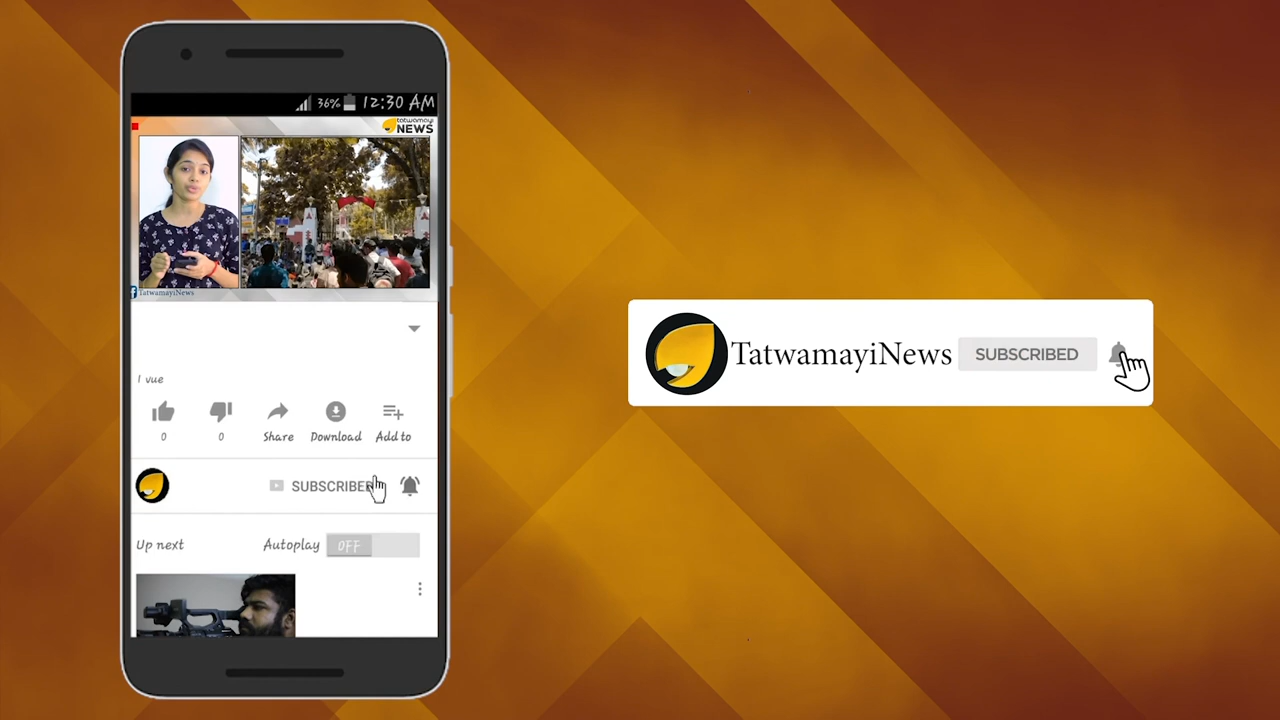 36% 12:30 AM
tatwamayi
NEWS
TatwamayiNews
1 vue
0 0 Share Download Add to
SUBSCRIBED
Up next Autoplay OFF
TatwamayiNews SUBSCRIBED